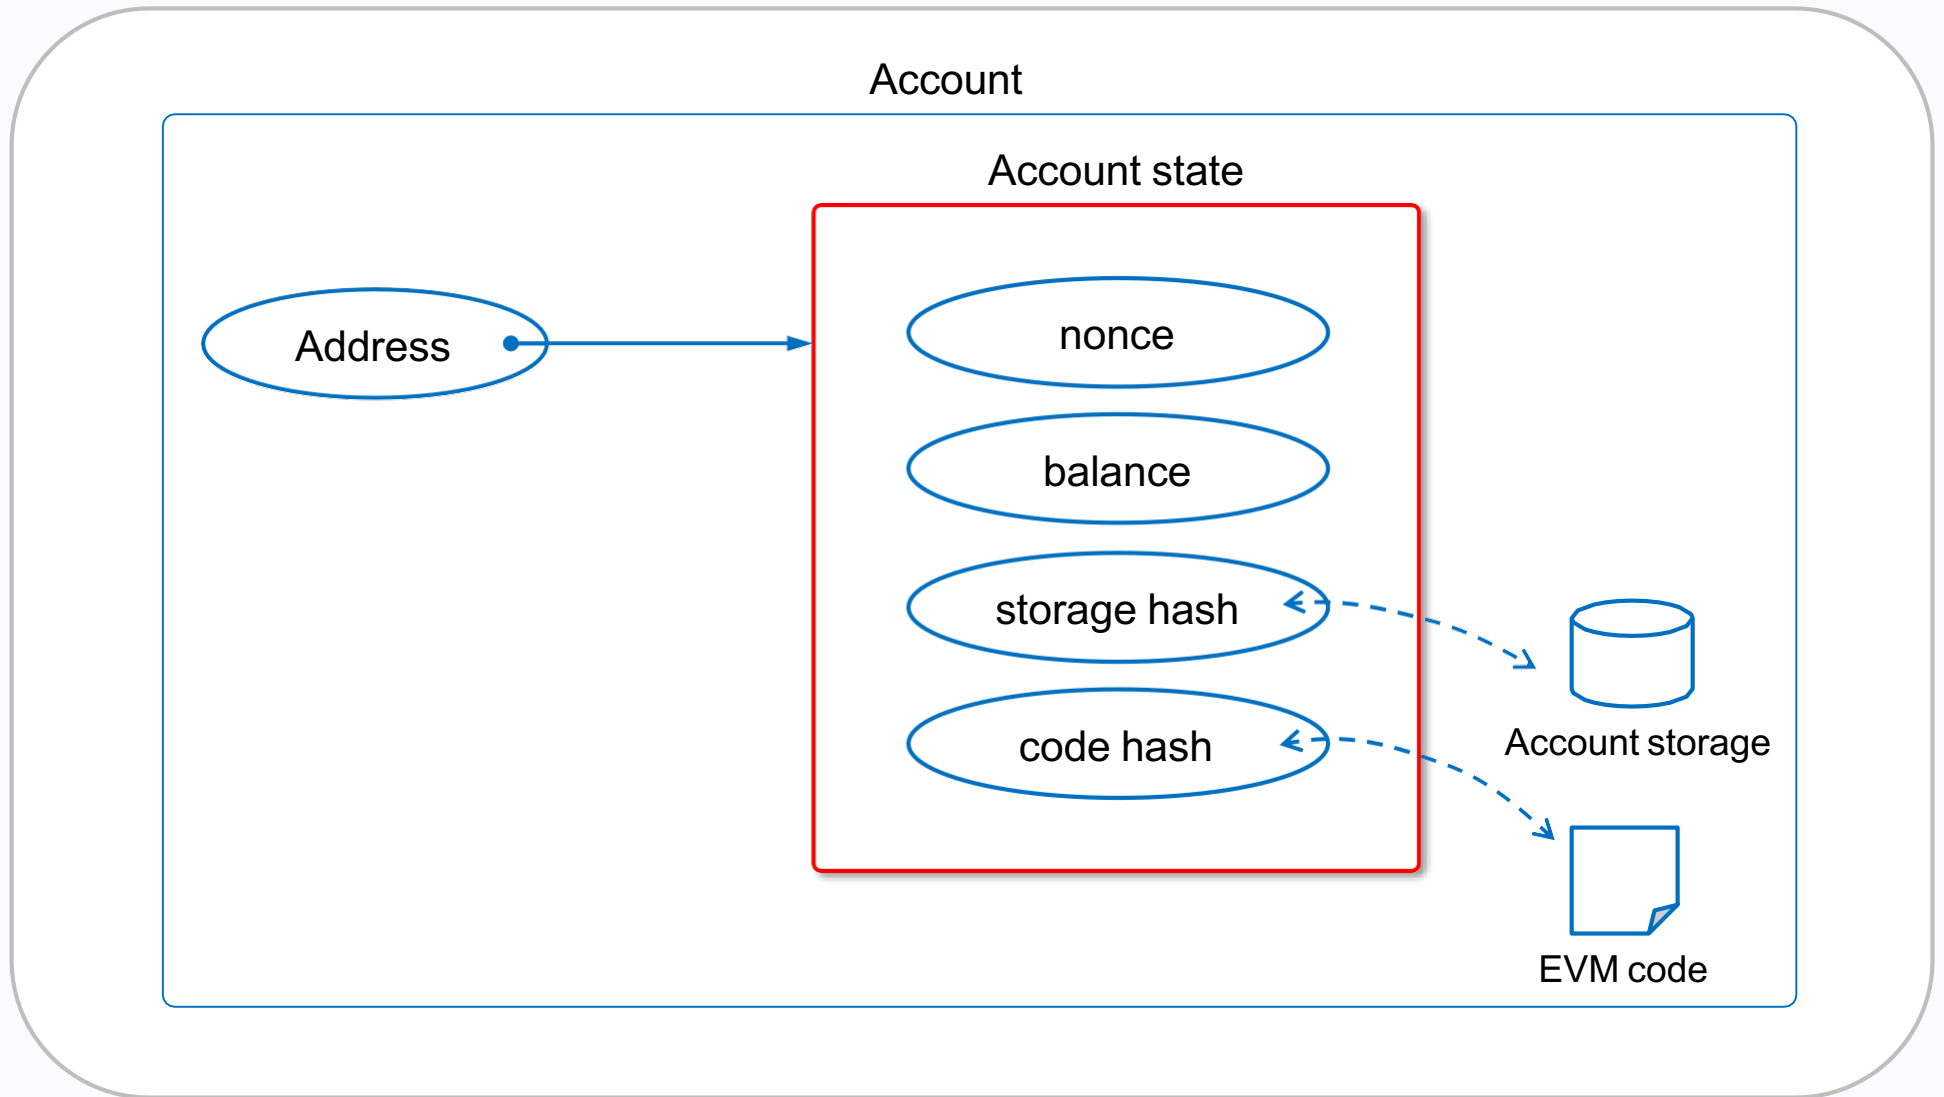 Account
Account state
Address
nonce
balance
storage hash
code hash
Account storage
EVM code